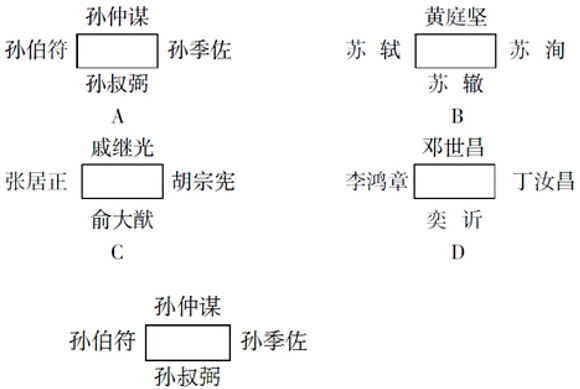 孙仲谋 黄庭坚
孙伯符 孙季佐 苏 轼 苏 洵
孙叔弼 苏 辙
A B
戚继光 邓世昌
张居正 胡宗宪 李鸿章 丁汝昌
俞大猷 奕 䜣
C D
孙仲谋
孙伯符 孙季佐
孙叔弼